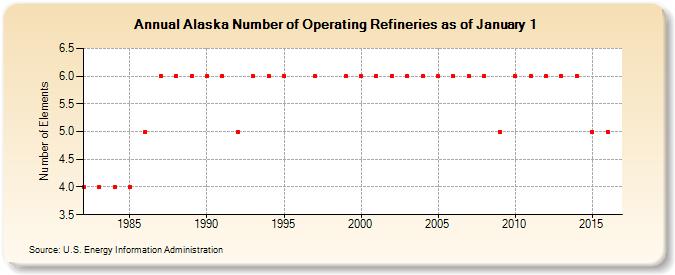 Annual Alaska Number of Operating Refineries as of January 1
Number of Elements
6.5
6.0
5.5
5.0
4.5
4.0
3.5
1985 1990 1995 2000 2005 2010 2015
Source: U.S. Energy Information Administration